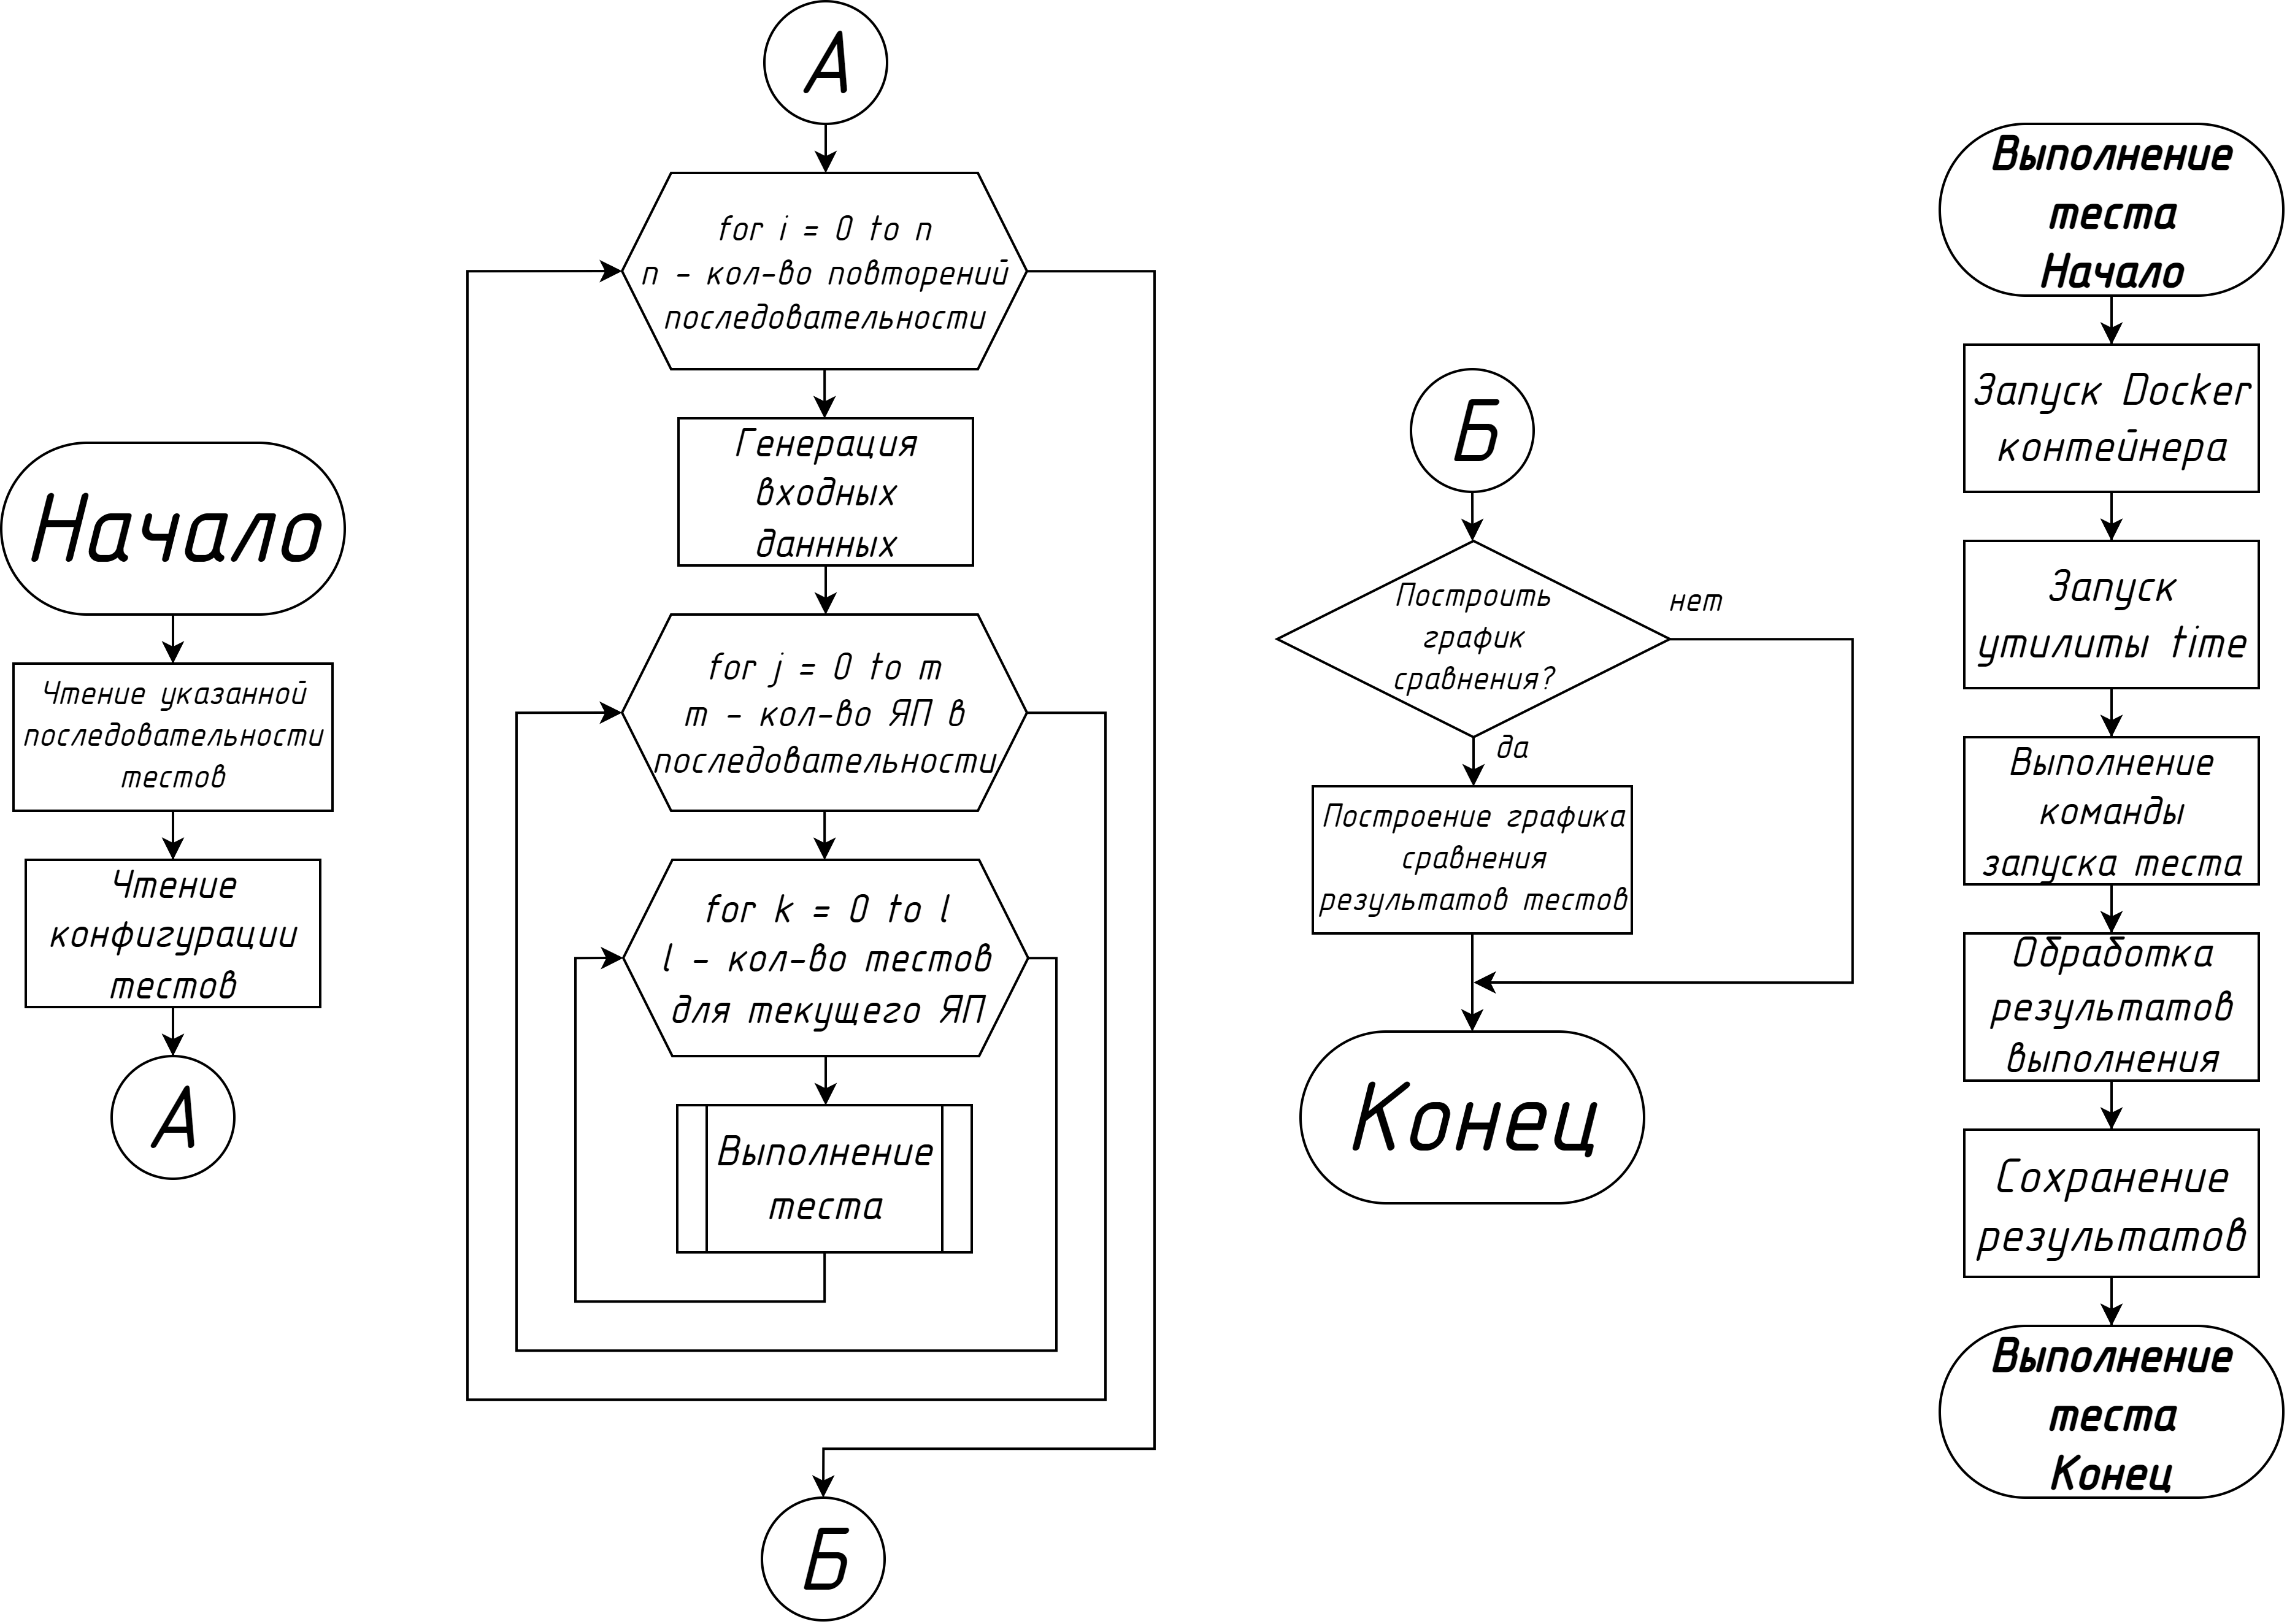 Начало
Чтение указанной
последовательности
тестов
Чтение
конфигурации
тестов
А
А
for i = 0 to n
n - кол-во повторений
последовательности
Генерация
входных
даннных
for j = 0 to m
m - кол-во ЯП в
последовательности
for k = 0 to l
l - кол-во тестов
для текущего ЯП
Выполнение
теста
Б
Б
Построить
график
сравнения?
нет
да
Построение графика
сравнения
результатов тестов
Конец
Выполнение
теста
Начало
Запуск Docker
контейнера
Запуск
утилиты time
Выполнение
команды
запуска теста
Обработка
результатов
выполнения
Сохранение
результатов
Выполнение
теста
Конец